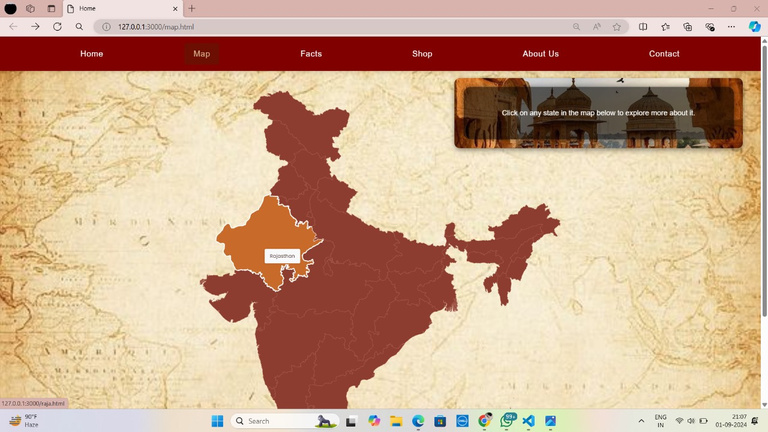 Home
127.0.0.1:3000/map.html
Home
Map
Facts
Shop
About Us
Contact
Click on any state in the map below to explore more about it.
Rajasthan
127.0.0.1:3000/raja.html
90°F
Haze
Search
99+
ENG
IN
21:07
01-09-2024